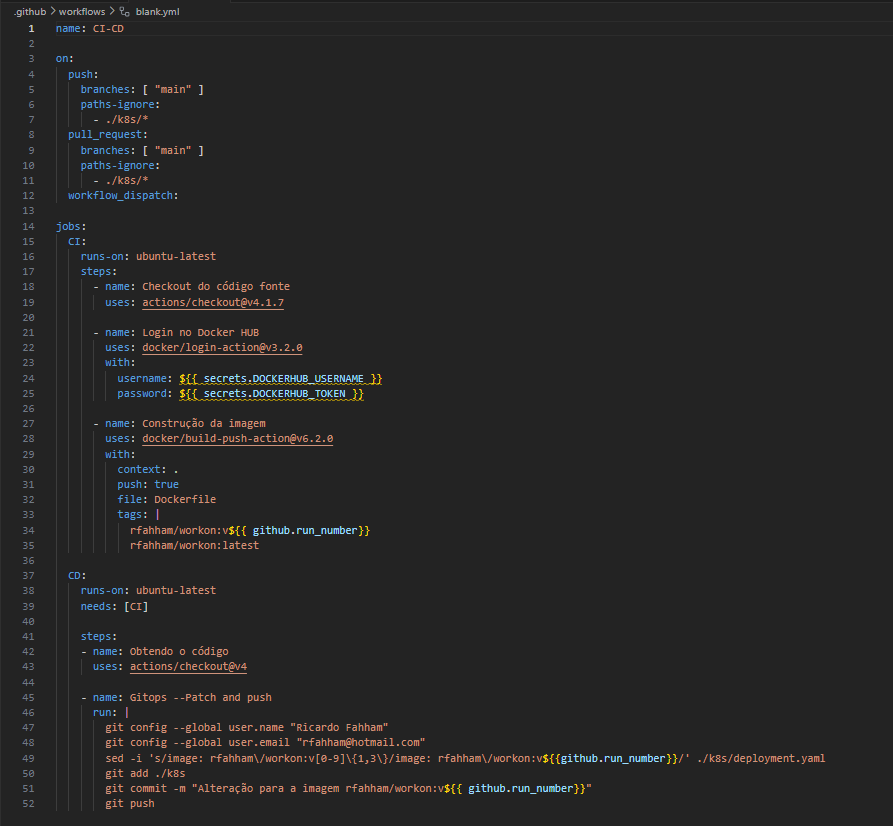 .github > workflows > blank.yml
1 name: CI-CD
2
3 on:
4   push:
5     branches: [ "main" ]
6     paths-ignore:
7       - ./k8s/*
8   pull_request:
9     branches: [ "main" ]
10     paths-ignore:
11       - ./k8s/*
12   workflow_dispatch:
13
14 jobs:
15   CI:
16     runs-on: ubuntu-latest
17     steps:
18       - name: Checkout do código fonte
19         uses: actions/checkout@v4.1.7
20
21       - name: Login no Docker HUB
22         uses: docker/login-action@v3.2.0
23         with:
24           username: ${{ secrets.DOCKERHUB_USERNAME }}
25           password: ${{ secrets.DOCKERHUB_TOKEN }}
26
27       - name: Construção da imagem
28         uses: docker/build-push-action@v6.2.0
29         with:
30           context: .
31           push: true
32           file: Dockerfile
33           tags: |
34             rfahham/workon:v${{ github.run_number}}
35             rfahham/workon:latest
36
37   CD:
38     runs-on: ubuntu-latest
39     needs: [CI]
40
41     steps:
42     - name: Obtendo o código
43       uses: actions/checkout@v4
44
45     - name: Gitops --Patch and push
46       run: |
47         git config --global user.name "Ricardo Fahham"
48         git config --global user.email "rfahham@hotmail.com"
49         sed -i 's/image: rfahham\/workon:v[0-9]\{1,3\}/image: rfahham\/workon:v${{github.run_number}}/' ./k8s/deployment.yaml
50         git add ./k8s
51         git commit -m "Alteração para a imagem rfahham/workon:v${{ github.run_number}}"
52         git push